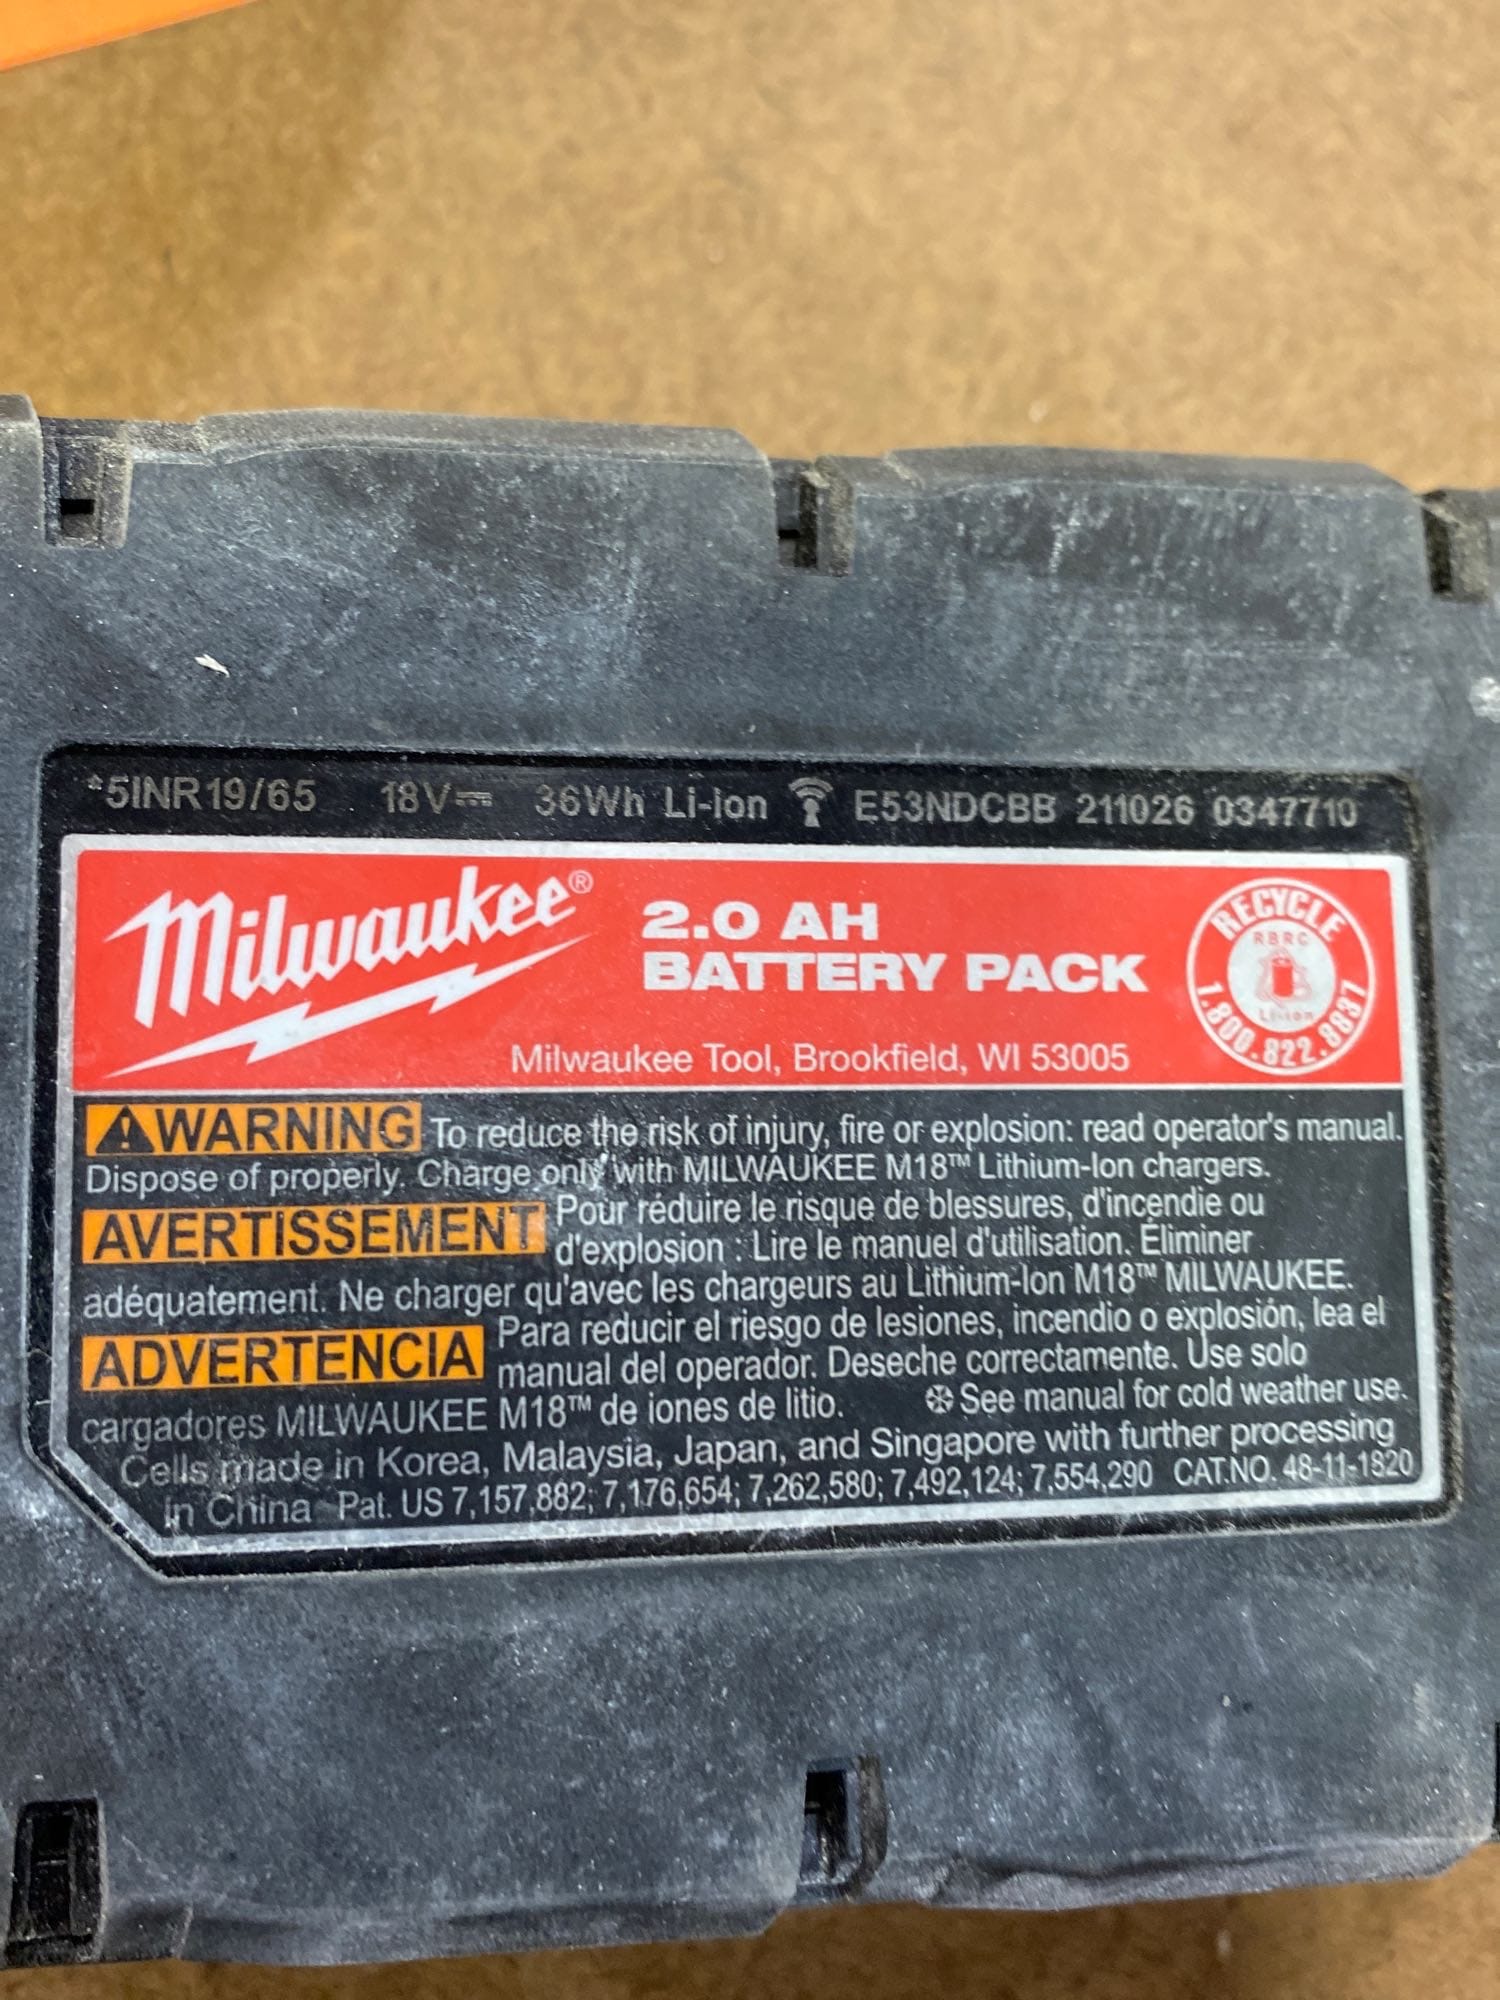 *5INR19/65 18V⎓ 36Wh Li-ion E53NDCBB 211026 0347710
Milwaukee®
2.0 AH
BATTERY PACK
Milwaukee Tool, Brookfield, WI 53005
RECYCLE
RBRC
Li-ion
1.800.822.8837
⚠WARNING To reduce the risk of injury, fire or explosion: read operator's manual.
Dispose of properly. Charge only with MILWAUKEE M18™ Lithium-Ion chargers.
AVERTISSEMENT Pour réduire le risque de blessures, d'incendie ou
d'explosion : Lire le manuel d'utilisation. Éliminer
adéquatement. Ne charger qu'avec les chargeurs au Lithium-Ion M18™ MILWAUKEE.
ADVERTENCIA Para reducir el riesgo de lesiones, incendio o explosión, lea el
manual del operador. Deseche correctamente. Use solo
cargadores MILWAUKEE M18™ de iones de litio. See manual for cold weather use.
Cells made in Korea, Malaysia, Japan, and Singapore with further processing
in China Pat. US 7,157,882; 7,176,654; 7,262,580; 7,492,124; 7,554,290 CAT.NO. 48-11-1820